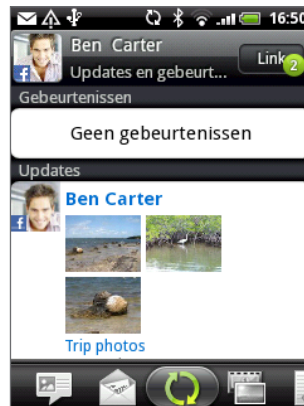 16:50
Ben Carter
Updates en gebeurt...
Link
2
Gebeurtenissen
Geen gebeurtenissen
Updates
Ben Carter
Trip photos